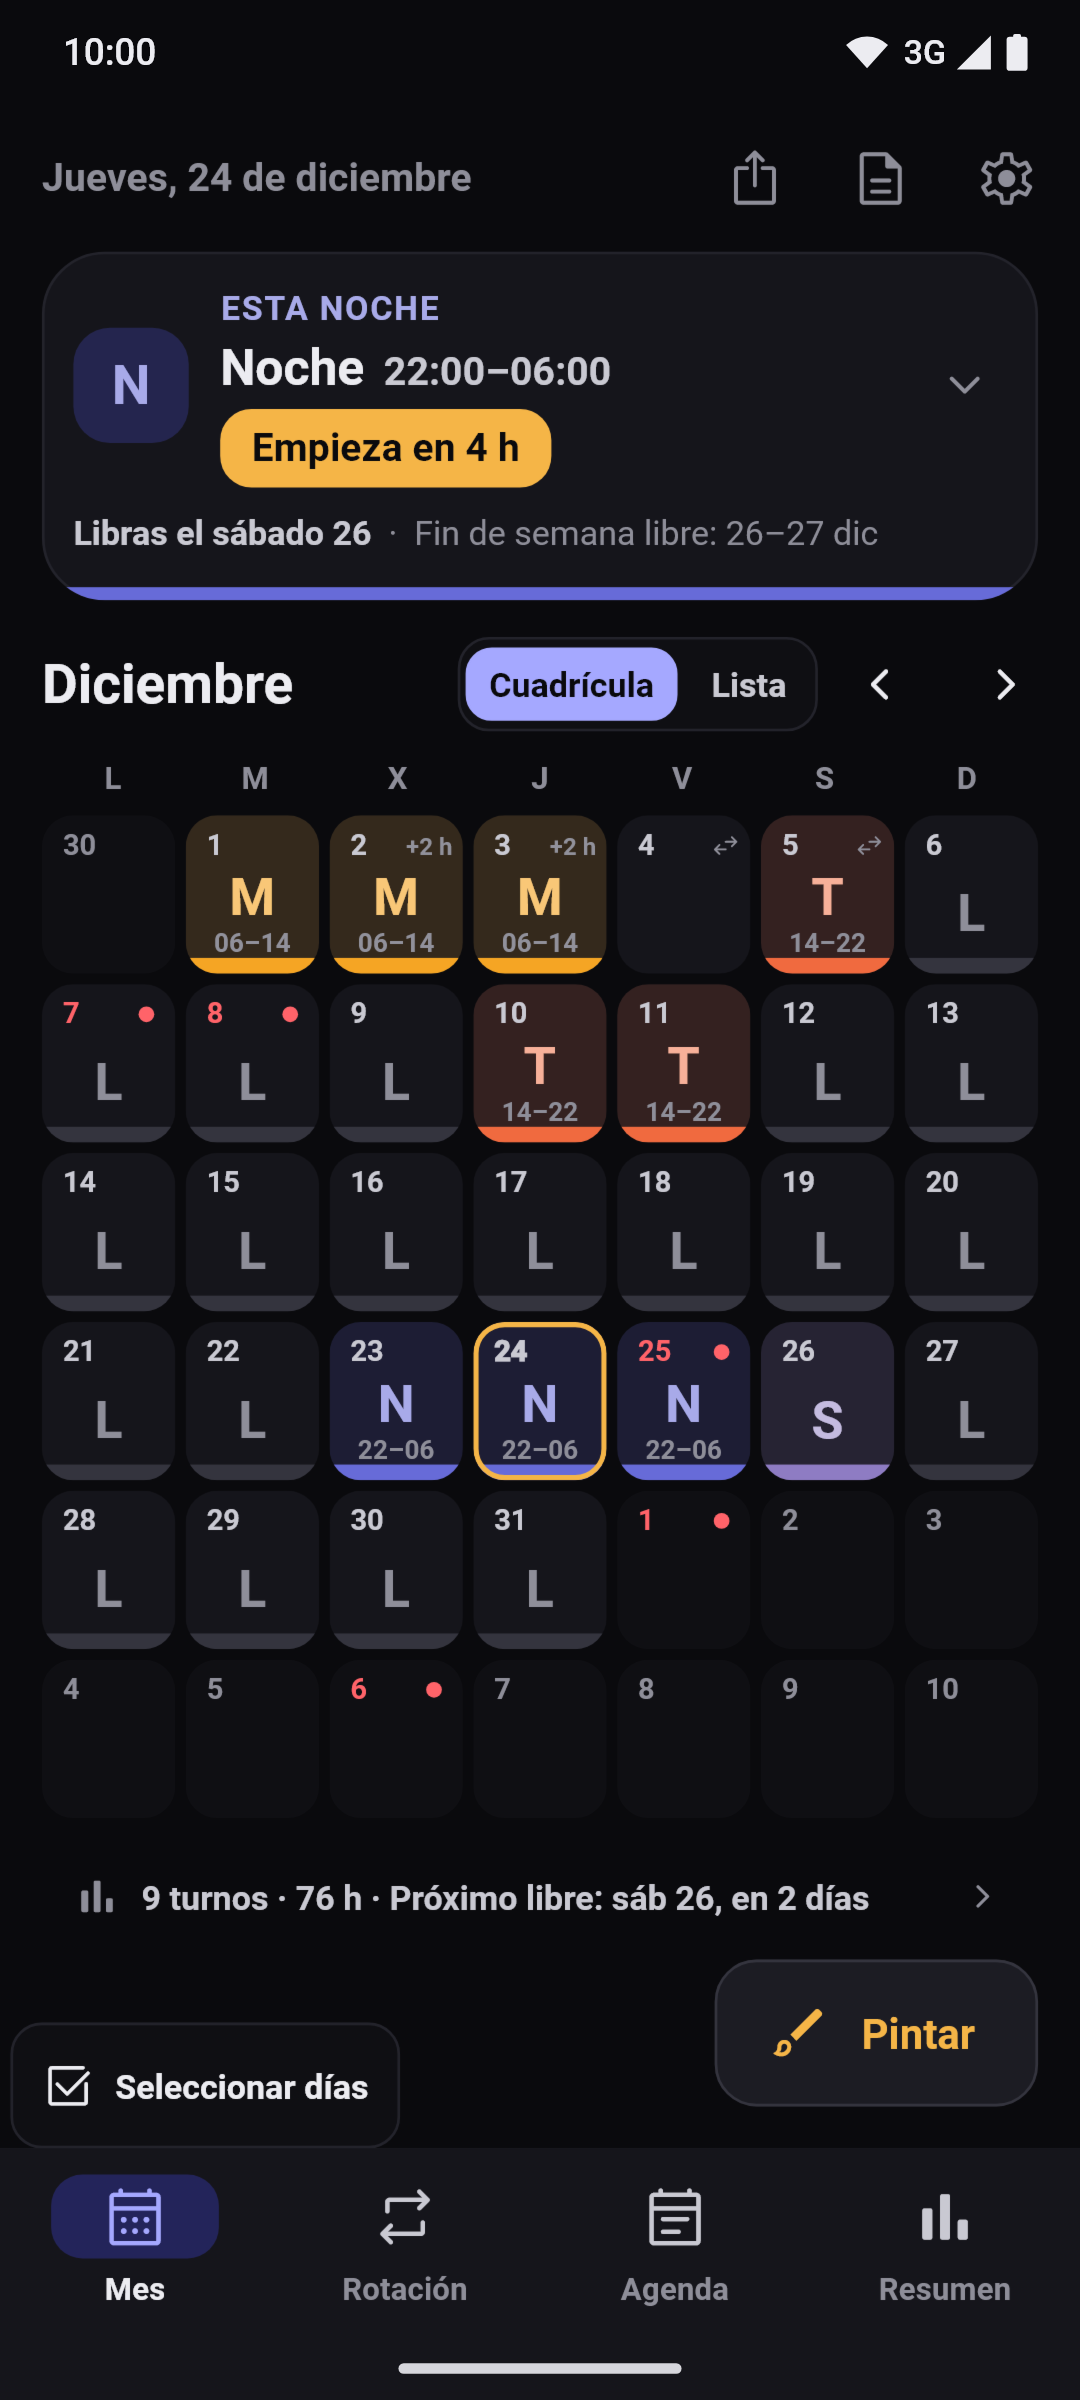 10:00
3G
Jueves, 24 de diciembre
ESTA NOCHE
N
Noche 22:00–06:00
Empieza en 4 h
Libras el sábado 26 · Fin de semana libre: 26–27 dic
Diciembre
Cuadrícula Lista
L M X J V S D
30 1 2 +2 h 3 +2 h 4 5 6
M M M T L
06–14 06–14 06–14 14–22
7 8 9 10 11 12 13
L L L T T L L
14–22 14–22
14 15 16 17 18 19 20
L L L L L L L
21 22 23 24 25 26 27
L L N N N S L
22–06 22–06 22–06
28 29 30 31 1 2 3
L L L L
4 5 6 7 8 9 10
9 turnos · 76 h · Próximo libre: sáb 26, en 2 días
Pintar
Seleccionar días
Mes Rotación Agenda Resumen